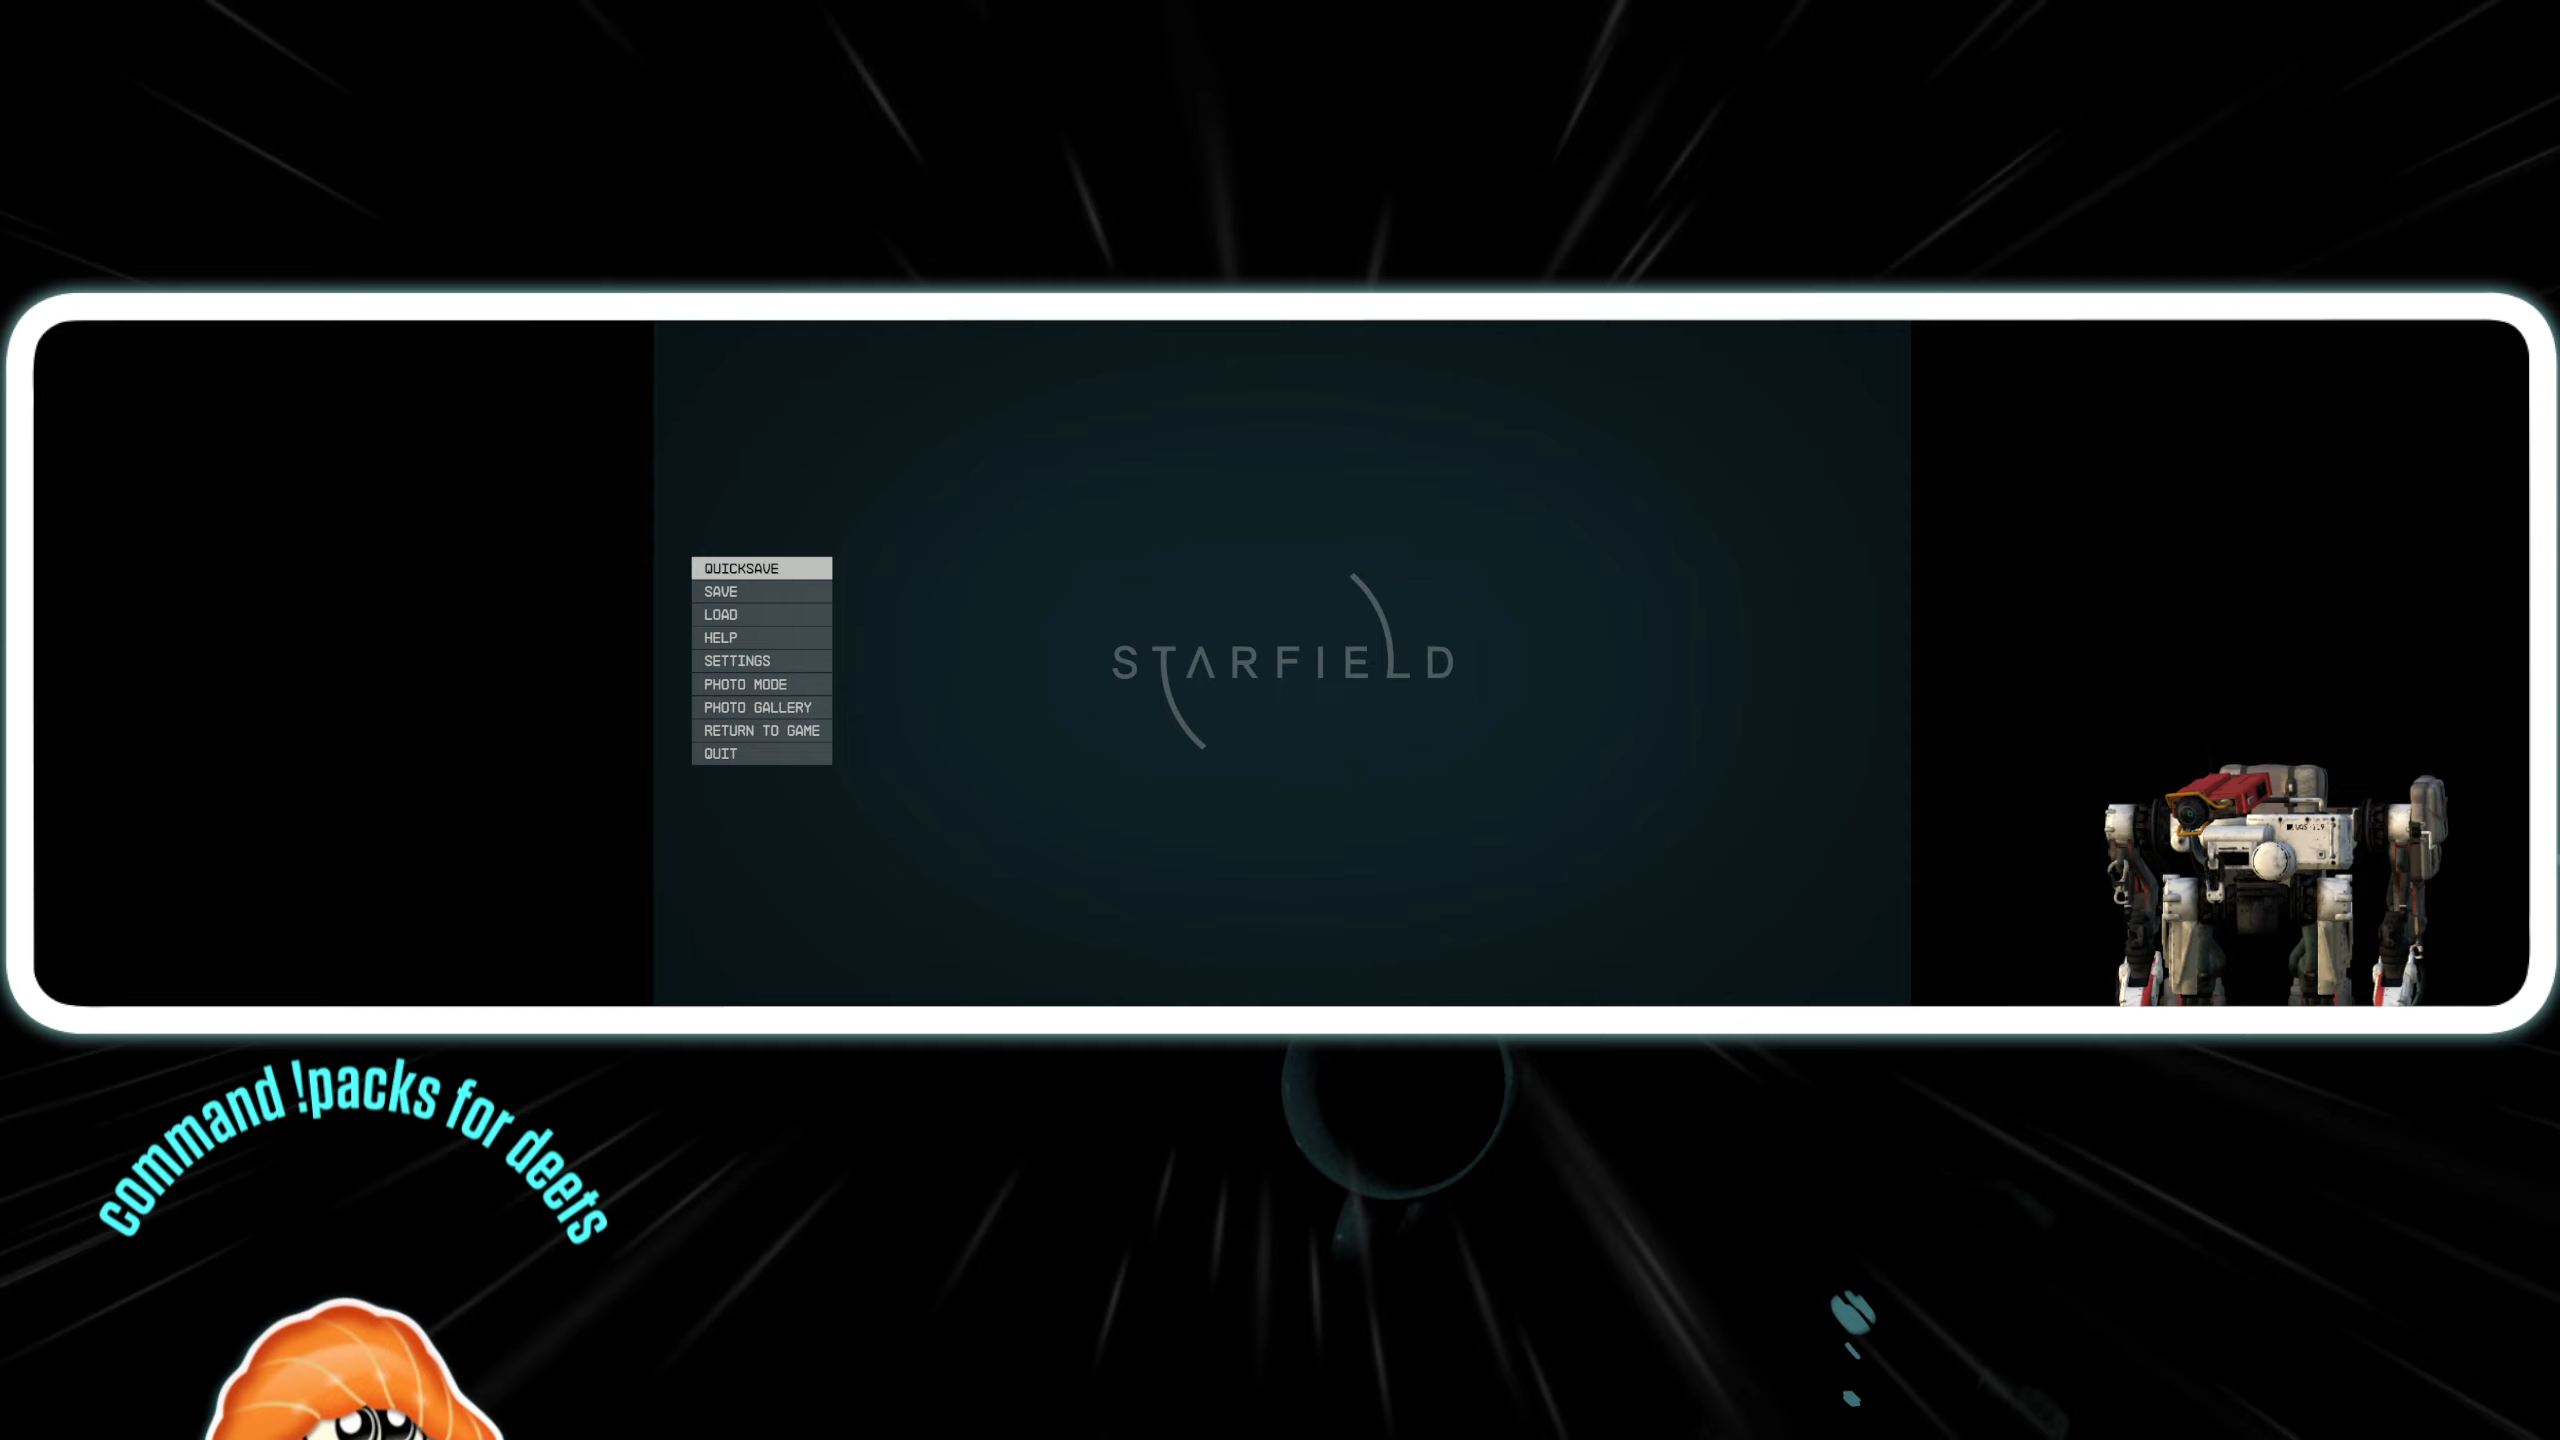 QUICKSAVE
SAVE
LOAD
HELP
SETTINGS
PHOTO MODE
PHOTO GALLERY
RETURN TO GAME
QUIT
STARFIELD
command !packs for deets